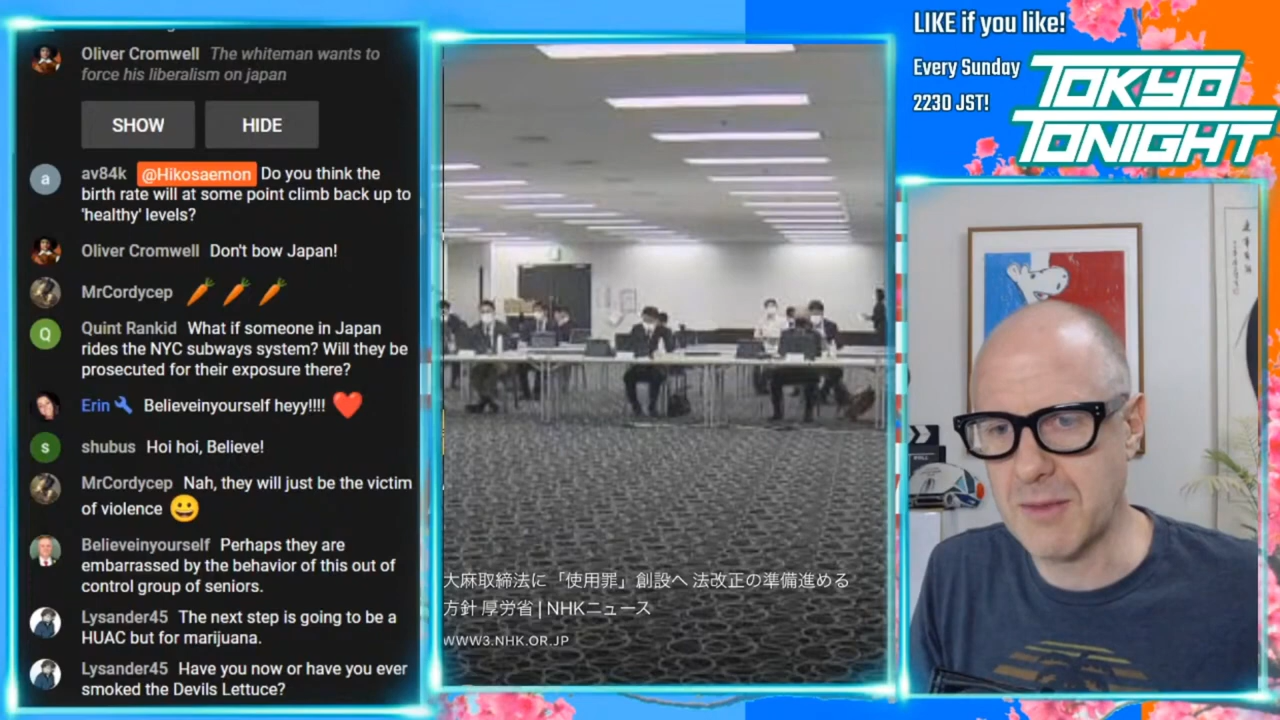 Oliver Cromwell The whiteman wants to
force his liberalism on japan
SHOW HIDE
a
av84k @Hikosaemon Do you think the
birth rate will at some point climb back up to
'healthy' levels?
Oliver Cromwell Don't bow Japan!
MrCordycep 🥕🥕🥕
Q
Quint Rankid What if someone in Japan
rides the NYC subways system? Will they be
prosecuted for their exposure there?
Erin Believeinyourself heyy!!!! ❤️
s
shubus Hoi hoi, Believe!
MrCordycep Nah, they will just be the victim
of violence 😀
Believeinyourself Perhaps they are
embarrassed by the behavior of this out of
control group of seniors.
Lysander45 The next step is going to be a
HUAC but for marijuana.
Lysander45 Have you now or have you ever
smoked the Devils Lettuce?
大麻取締法に「使用罪」創設へ 法改正の準備進める
方針 厚労省 | NHKニュース
WWW3.NHK.OR.JP
LIKE if you like!
Every Sunday
2230 JST!
TOKYO
TONIGHT